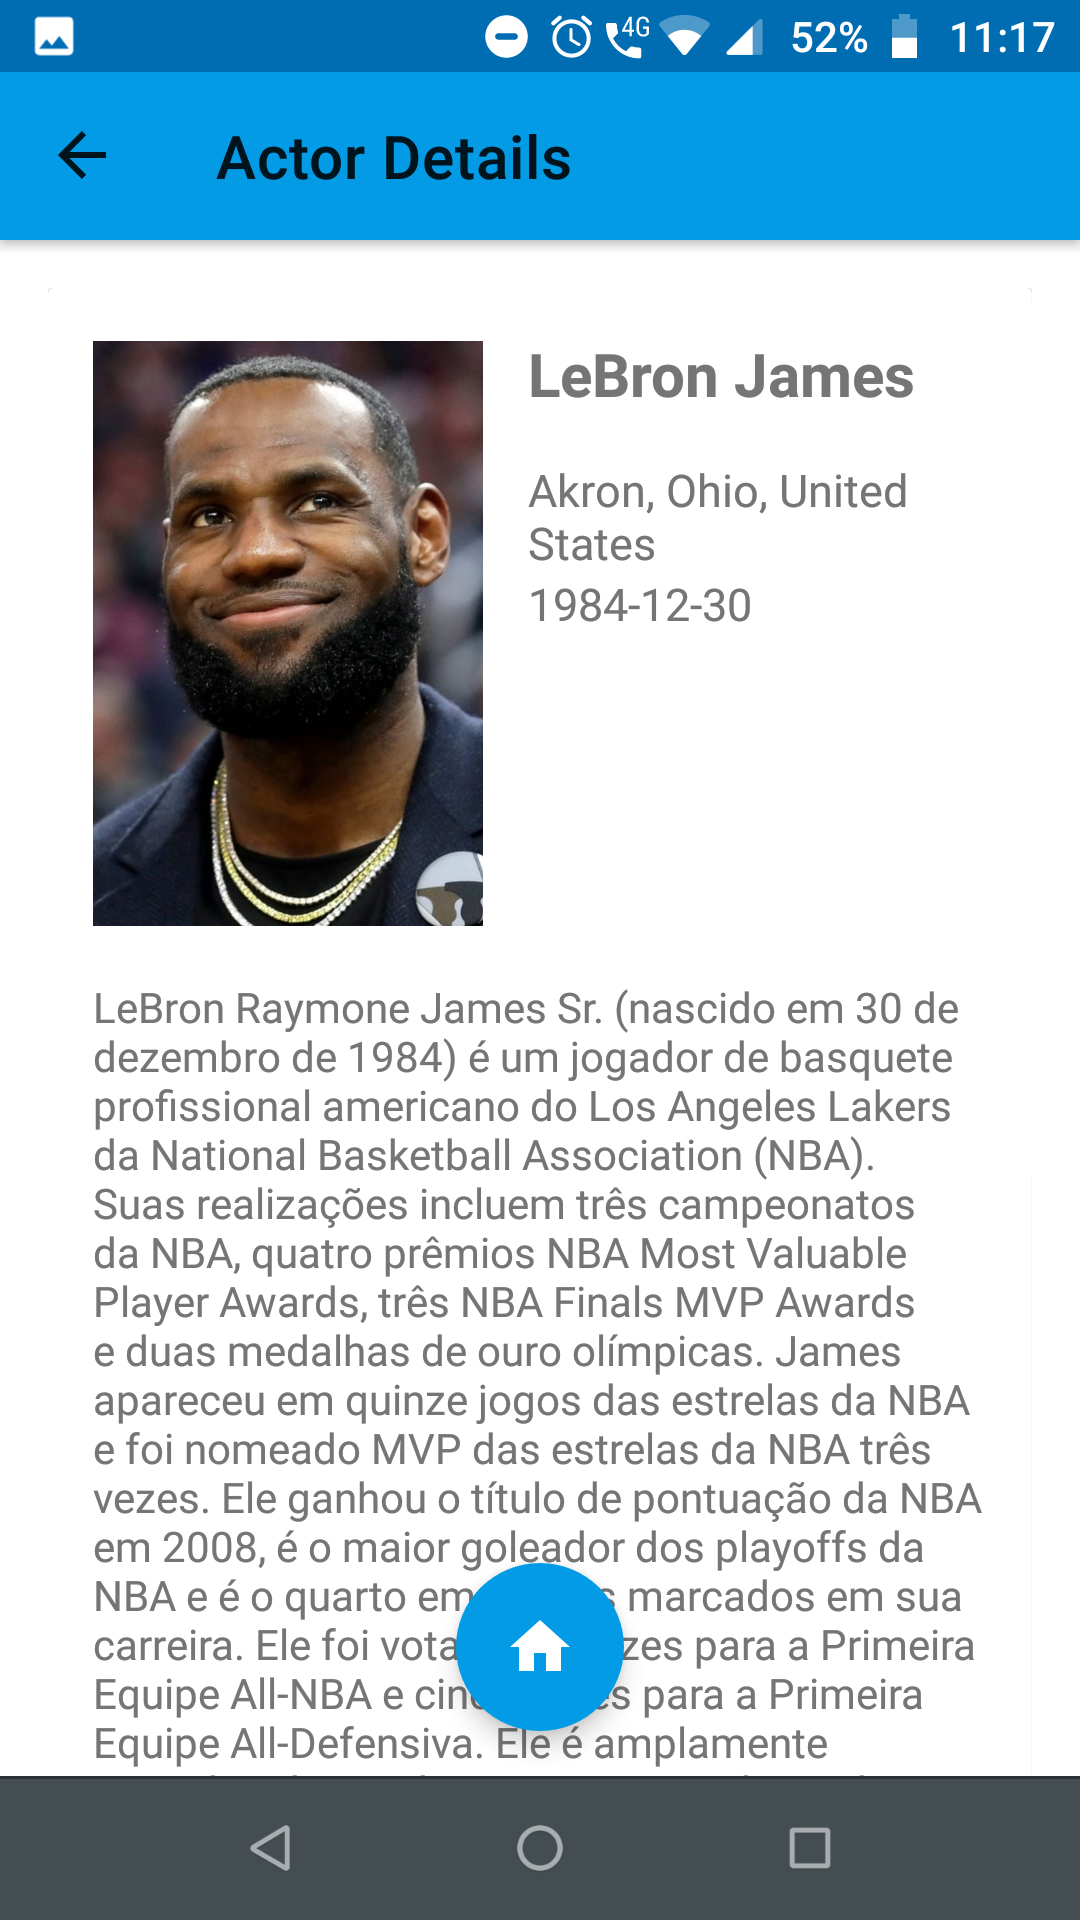 4G 52% 11:17
Actor Details
LeBron James
Akron, Ohio, United
States
1984-12-30
LeBron Raymone James Sr. (nascido em 30 de
dezembro de 1984) é um jogador de basquete
profissional americano do Los Angeles Lakers
da National Basketball Association (NBA).
Suas realizações incluem três campeonatos
da NBA, quatro prêmios NBA Most Valuable
Player Awards, três NBA Finals MVP Awards
e duas medalhas de ouro olímpicas. James
apareceu em quinze jogos das estrelas da NBA
e foi nomeado MVP das estrelas da NBA três
vezes. Ele ganhou o título de pontuação da NBA
em 2008, é o maior goleador dos playoffs da
NBA e é o quarto em marcados em sua
carreira. Ele foi para a Primeira
Equipe All-NBA e para a Primeira
Equipe All-Defensiva. Ele é amplamente